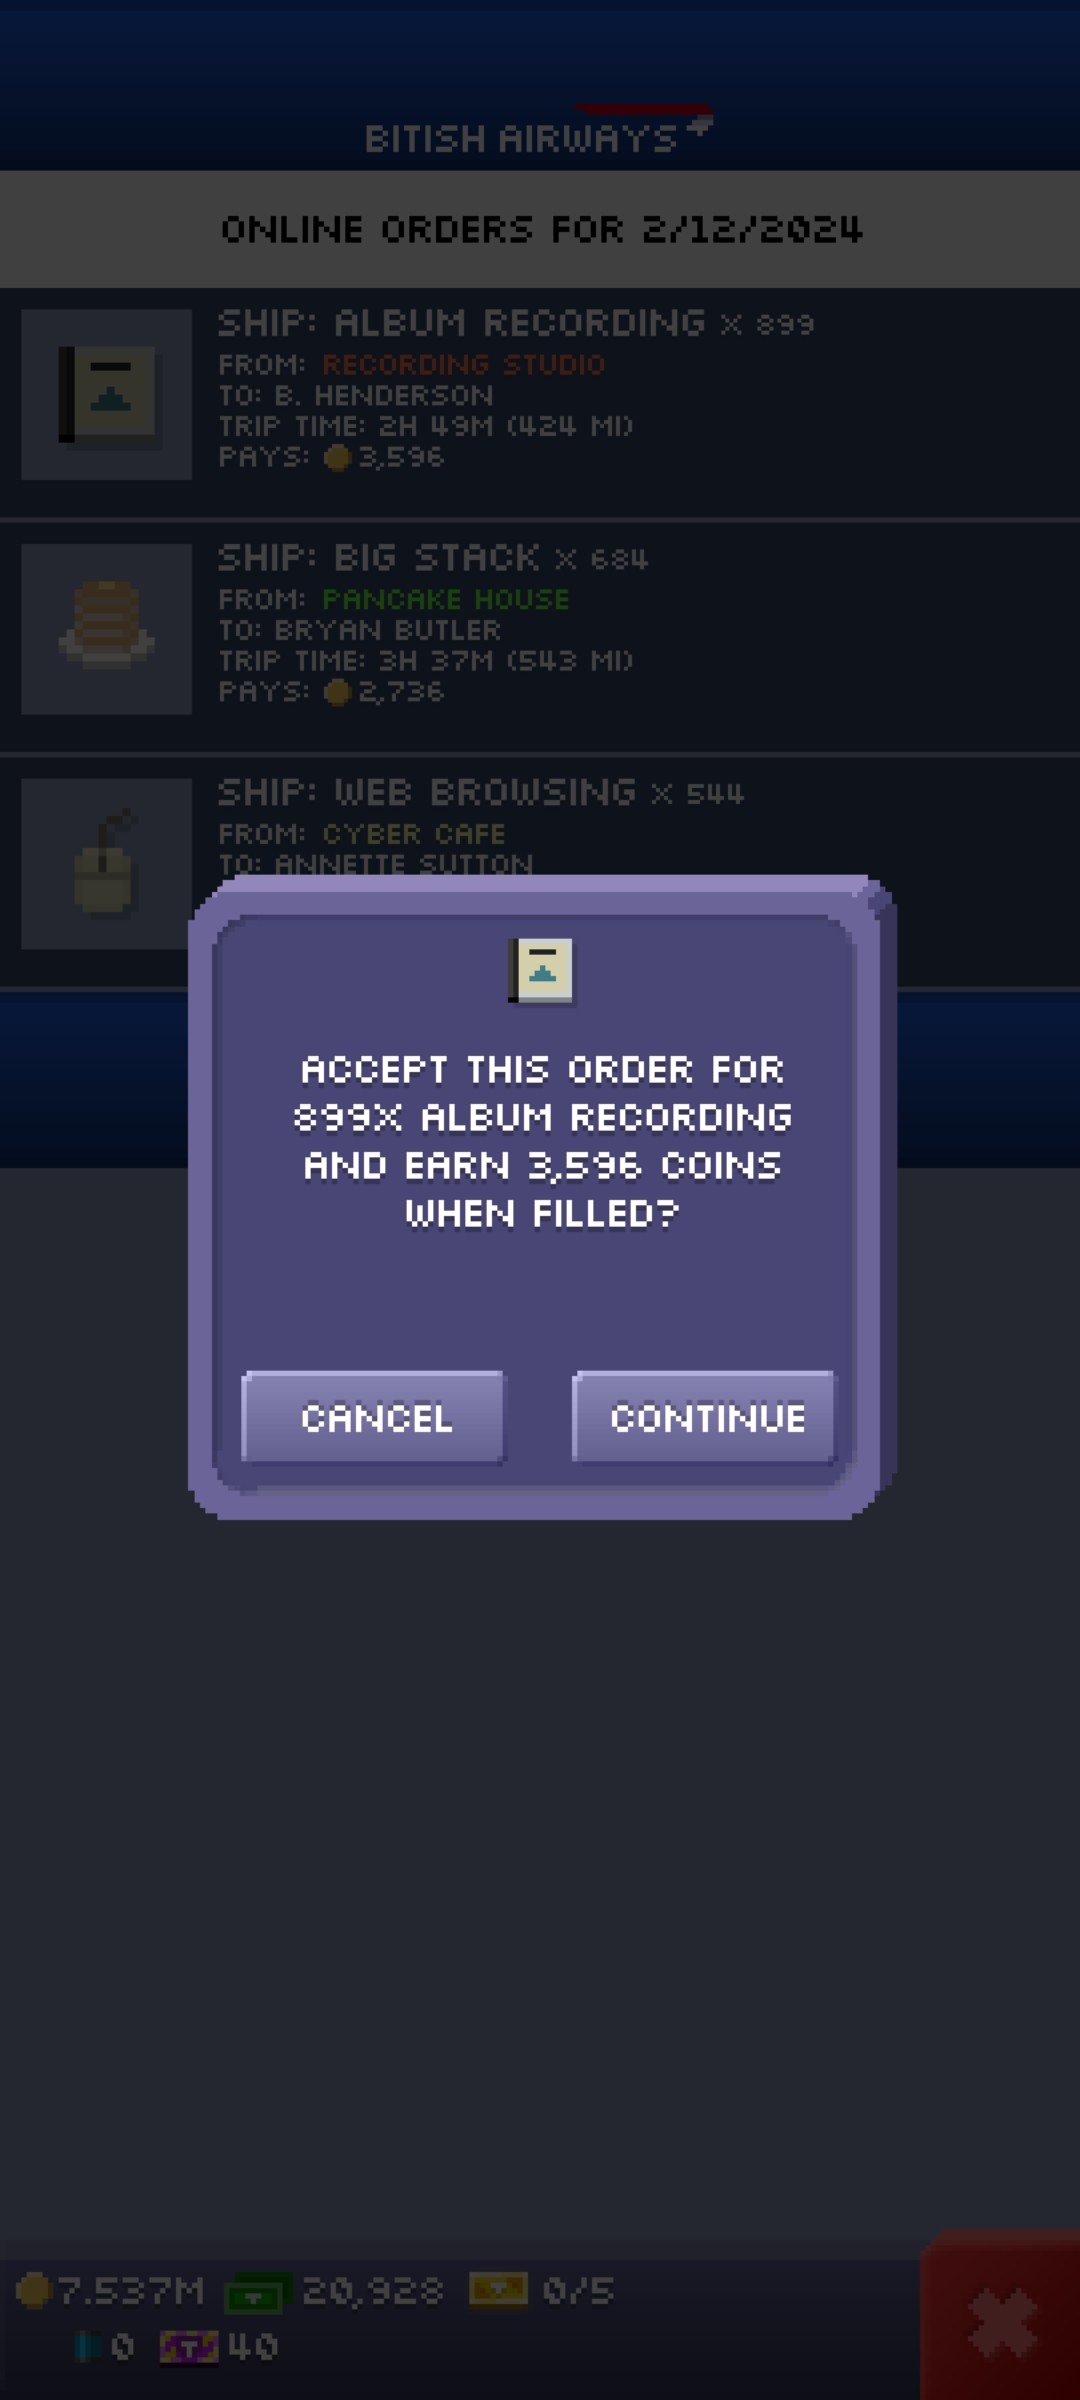 BITISH AIRWAYS
ONLINE ORDERS FOR 2/12/2024
SHIP: ALBUM RECORDING X 899
FROM: RECORDING STUDIO
TO: B. HENDERSON
TRIP TIME: 2H 49M (424 MI)
PAYS: 3,596
SHIP: BIG STACK X 684
FROM: PANCAKE HOUSE
TO: BRYAN BUTLER
TRIP TIME: 3H 37M (543 MI)
PAYS: 2,736
SHIP: WEB BROWSING X 544
FROM: CYBER CAFE
TO: ANNETTE SUTTON
ACCEPT THIS ORDER FOR
899X ALBUM RECORDING
AND EARN 3,596 COINS
WHEN FILLED?
CANCEL CONTINUE
7.537M 20,928 0/5
0 T 40